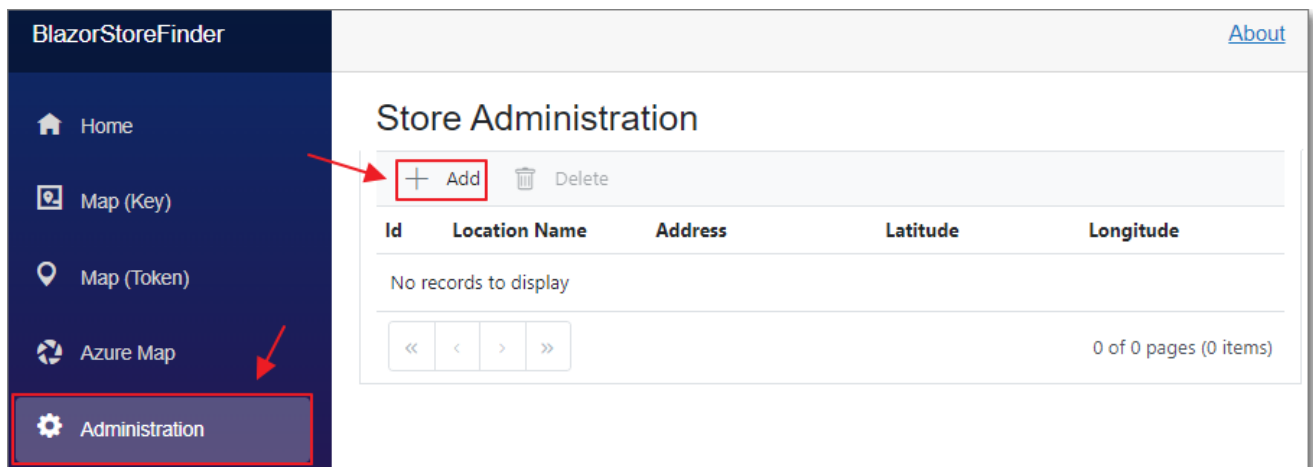 BlazorStoreFinder
About
Home
Map (Key)
Map (Token)
Azure Map
Administration
Store Administration
Add Delete
Id Location Name Address Latitude Longitude
No records to display
0 of 0 pages (0 items)